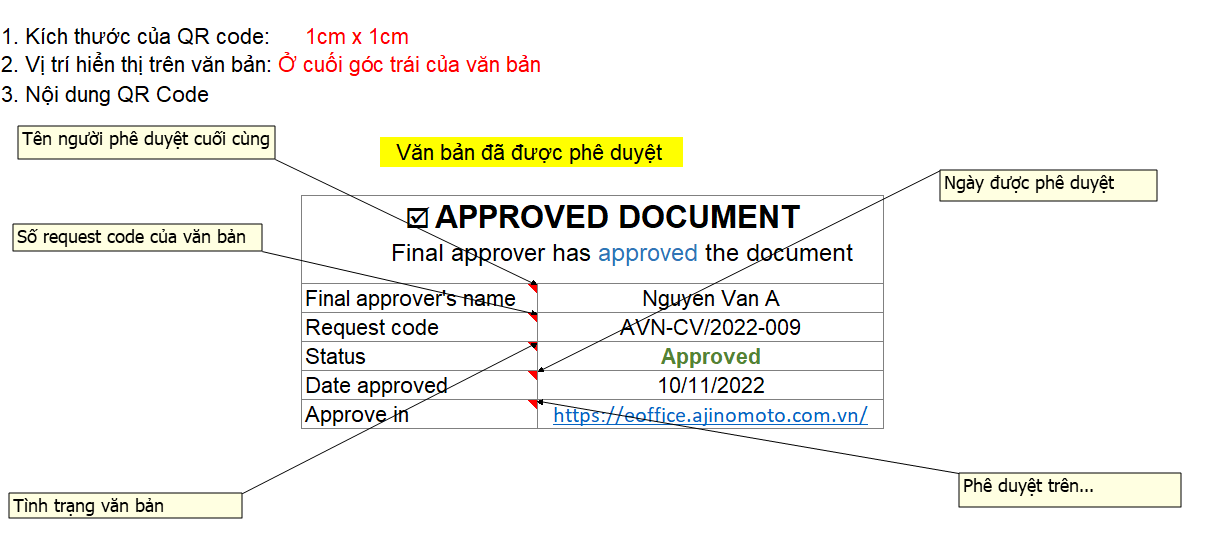 1. Kích thước của QR code: 1cm x 1cm
2. Vị trí hiển thị trên văn bản: Ở cuối góc trái của văn bản
3. Nội dung QR Code
Tên người phê duyệt cuối cùng
Văn bản đã được phê duyệt
Ngày được phê duyệt
Số request code của văn bản
☑ APPROVED DOCUMENT
Final approver has approved the document
Final approver's name Nguyen Van A
Request code AVN-CV/2022-009
Status Approved
Date approved 10/11/2022
Approve in https://eoffice.ajinomoto.com.vn/
Tình trạng văn bản
Phê duyệt trên...